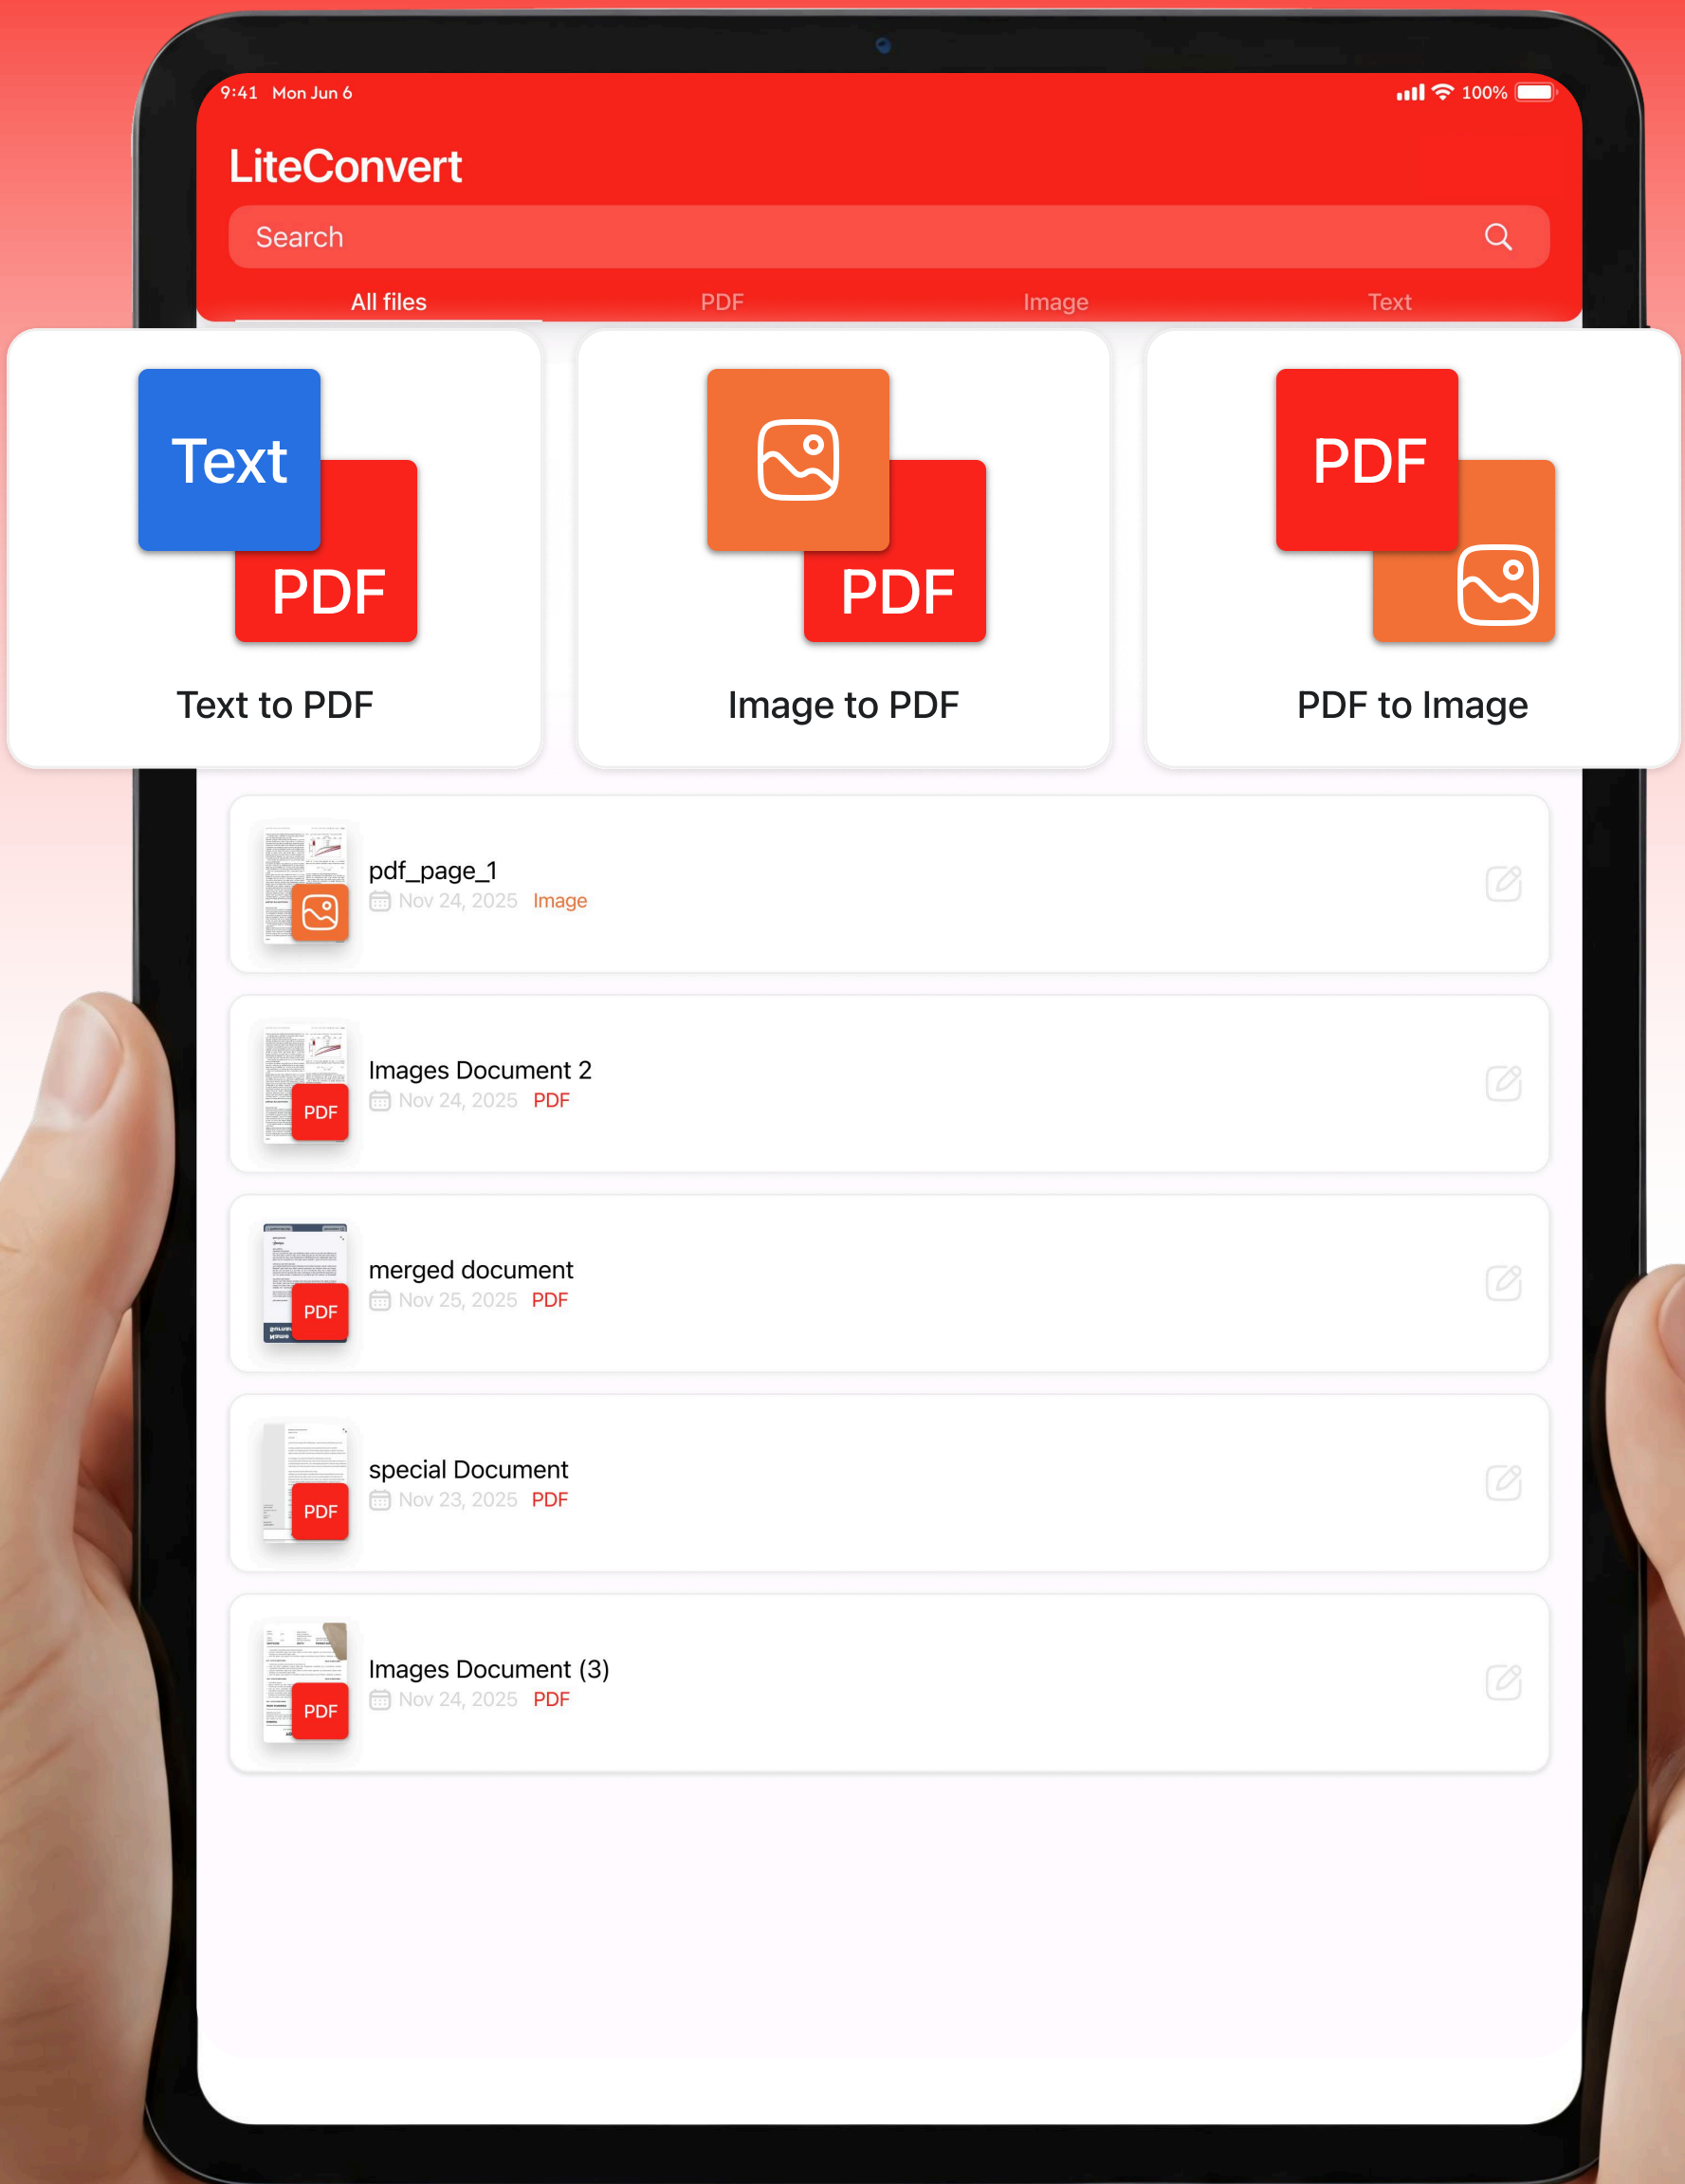 9:41 Mon Jun 6
100%
LiteConvert
Search
All files
PDF
Image
Text
Text
PDF
Text to PDF
PDF
Image to PDF
PDF
PDF to Image
pdf_page_1
Nov 24, 2025 Image
Images Document 2
Nov 24, 2025 PDF
PDF
merged document
Nov 25, 2025 PDF
PDF
special Document
Nov 23, 2025 PDF
PDF
Images Document (3)
Nov 24, 2025 PDF
PDF